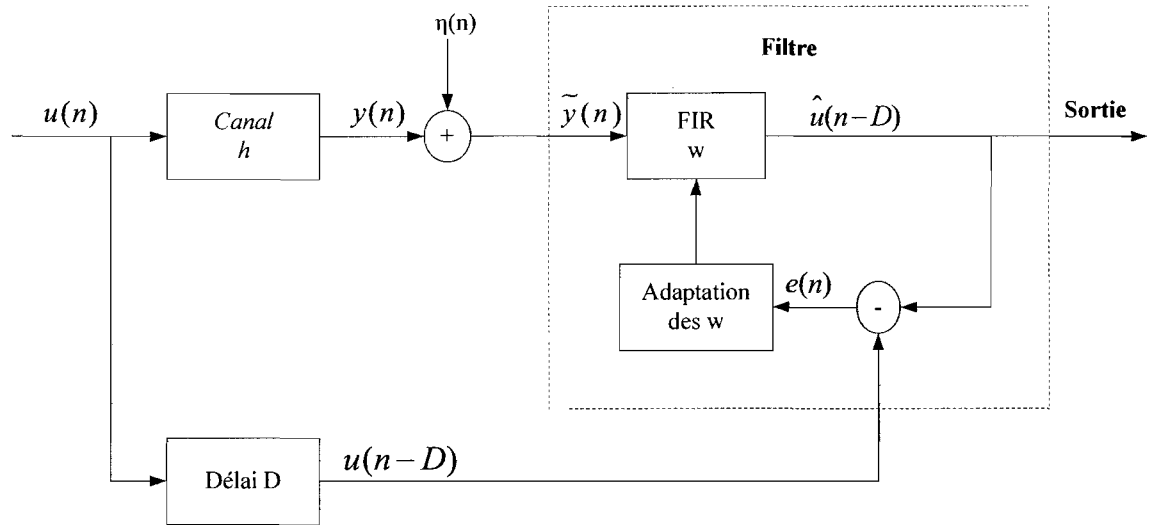 η(n)
Filtre
u(n)
Canal
h
y(n)
+
ỹ(n)
FIR
w
û(n−D)
Sortie
Adaptation
des w
e(n)
-
Délai D
u(n−D)